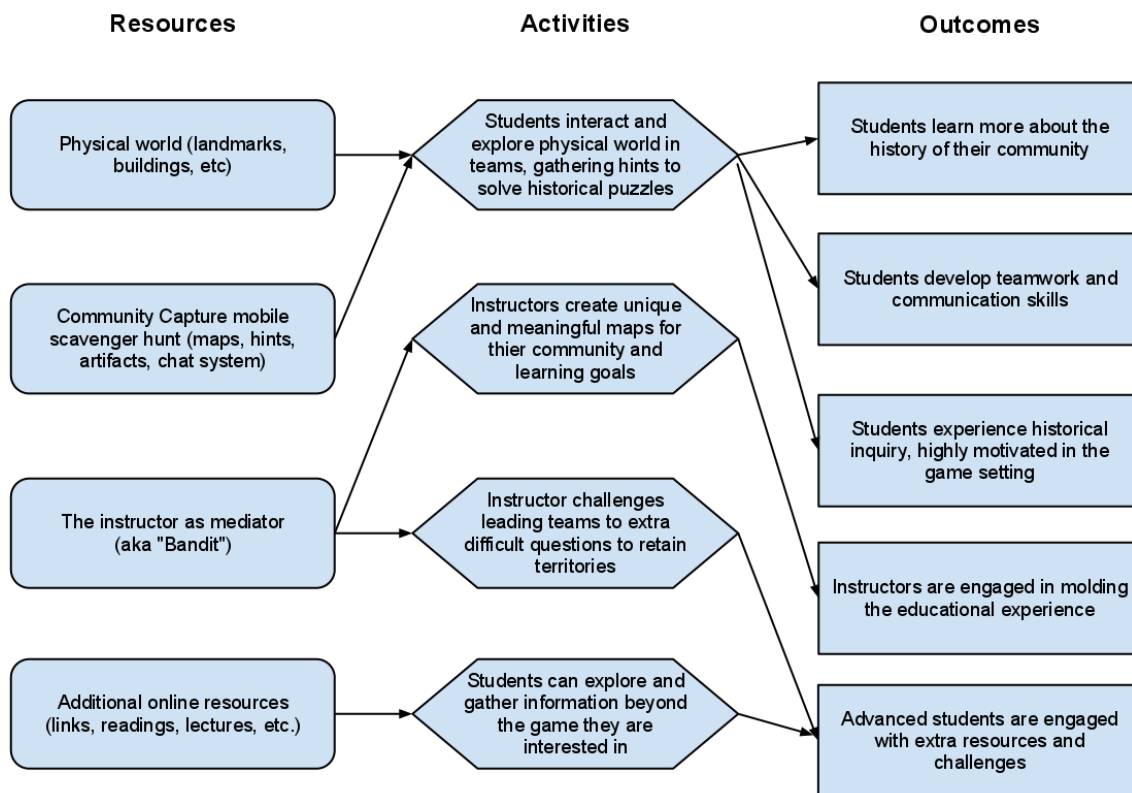 Resources
Activities
Outcomes
Physical world (landmarks,
buildings, etc)
Students interact and
explore physical world in
teams, gathering hints to
solve historical puzzles
Students learn more about the
history of their community
Students develop teamwork and
communication skills
Community Capture mobile
scavenger hunt (maps, hints,
artifacts, chat system)
Instructors create unique
and meaningful maps for
thier community and
learning goals
Students experience historical
inquiry, highly motivated in the
game setting
The instructor as mediator
(aka "Bandit")
Instructor challenges
leading teams to extra
difficult questions to retain
territories
Instructors are engaged in molding
the educational experience
Additional online resources
(links, readings, lectures, etc.)
Students can explore and
gather information beyond
the game they are
interested in
Advanced students are engaged
with extra resources and
challenges